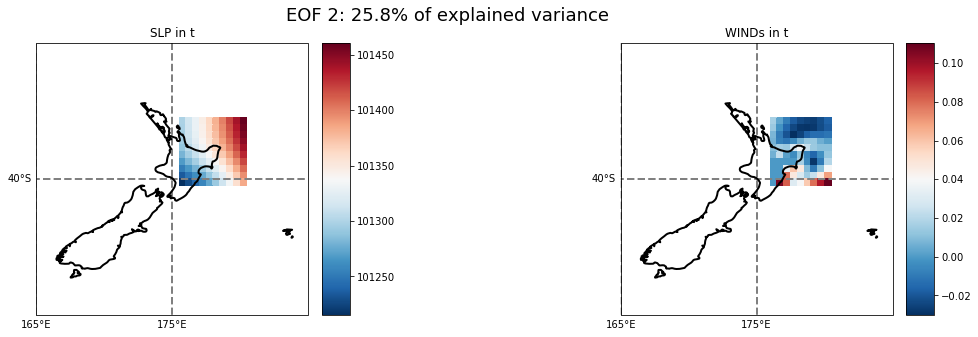 EOF 2: 25.8% of explained variance
SLP in t
40°S
165°E
175°E
101450
101400
101350
101300
101250
WINDs in t
40°S
165°E
175°E
0.10
0.08
0.06
0.04
0.02
0.00
−0.02